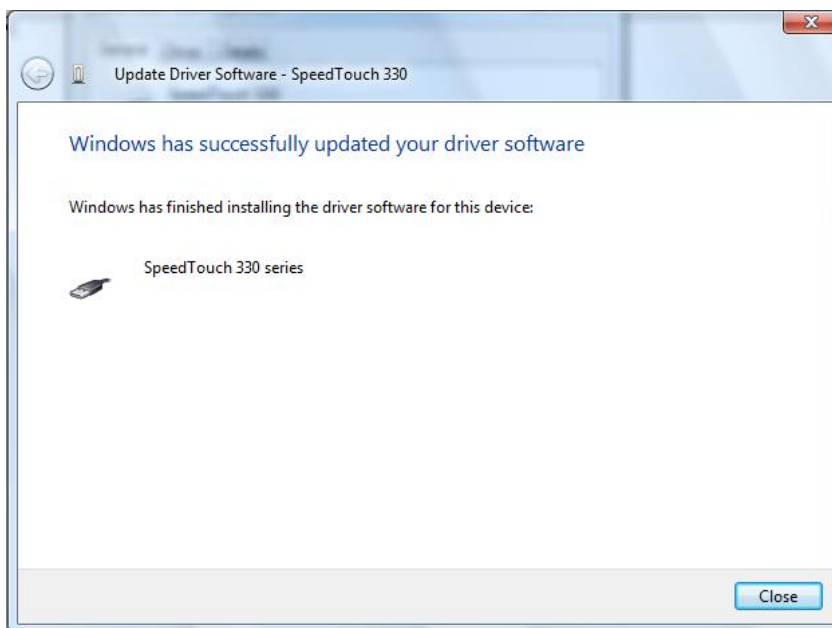 Update Driver Software - SpeedTouch 330
Windows has successfully updated your driver software
Windows has finished installing the driver software for this device:
SpeedTouch 330 series
Close